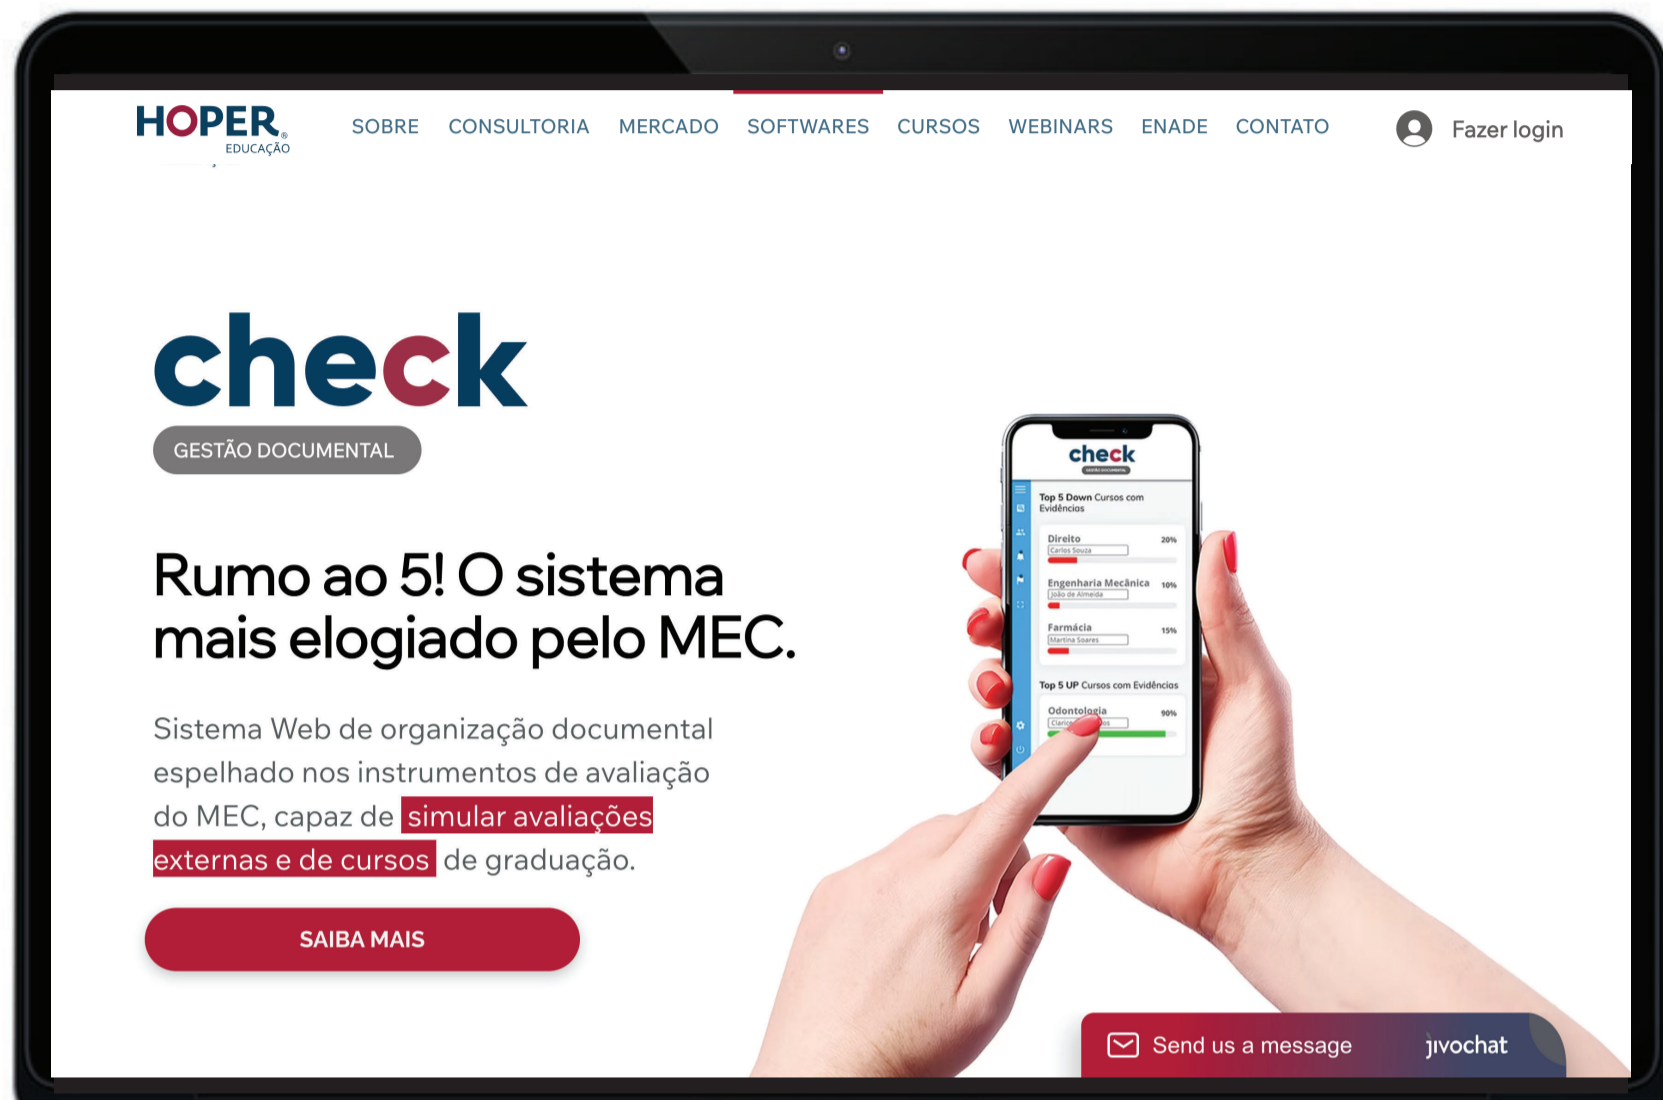 HOPER®
EDUCAÇÃO
SOBRE CONSULTORIA MERCADO SOFTWARES CURSOS WEBINARS ENADE CONTATO Fazer login
check
GESTÃO DOCUMENTAL
Rumo ao 5! O sistema
mais elogiado pelo MEC.
Sistema Web de organização documental
espelhado nos instrumentos de avaliação
do MEC, capaz de simular avaliações
externas e de cursos de graduação.
SAIBA MAIS
check
GESTÃO DOCUMENTAL
Top 5 Down Cursos com
Evidências
Direito 20%
Carlos Souza
Engenharia Mecânica 10%
João de Almeida
Farmácia 15%
Martina Soares
Top 5 UP Cursos com Evidências
Odontologia 90%
Send us a message jivochat